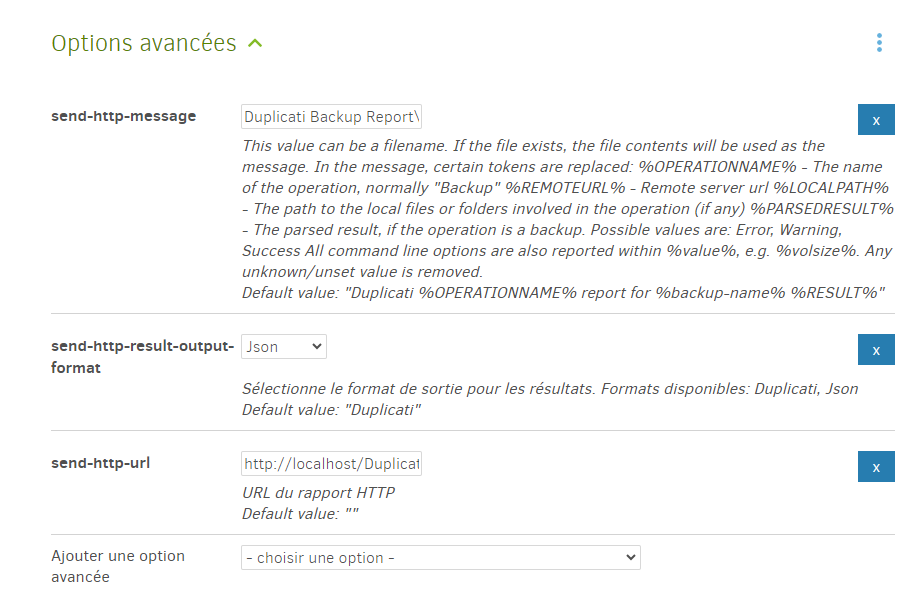 Options avancées
send-http-message
Duplicati Backup Report\
x
This value can be a filename. If the file exists, the file contents will be used as the
message. In the message, certain tokens are replaced: %OPERATIONNAME% - The name
of the operation, normally "Backup" %REMOTEURL% - Remote server url %LOCALPATH%
- The path to the local files or folders involved in the operation (if any) %PARSEDRESULT%
- The parsed result, if the operation is a backup. Possible values are: Error, Warning,
Success All command line options are also reported within %value%, e.g. %volsize%. Any
unknown/unset value is removed.
Default value: "Duplicati %OPERATIONNAME% report for %backup-name% %RESULT%"
send-http-result-output-
format
Json
x
Sélectionne le format de sortie pour les résultats. Formats disponibles: Duplicati, Json
Default value: "Duplicati"
send-http-url
http://localhost/Duplicat
x
URL du rapport HTTP
Default value: ""
Ajouter une option
avancée
- choisir une option -